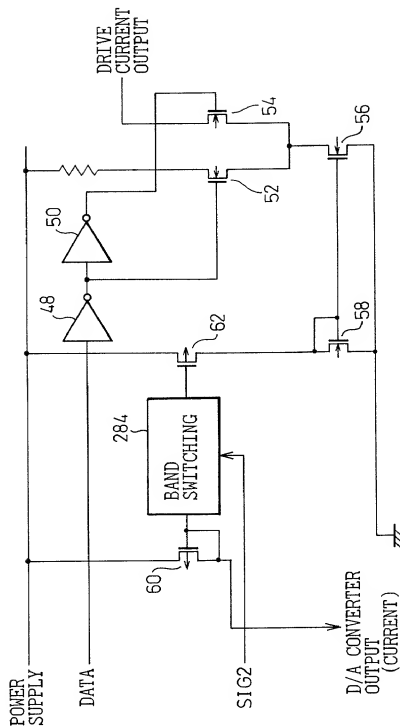 POWER
SUPPLY
DATA
SIG2
D/A CONVERTER
OUTPUT
(CURRENT)
60
284
BAND
SWITCHING
62
48
50
58
52
54
56
DRIVE
CURRENT
OUTPUT